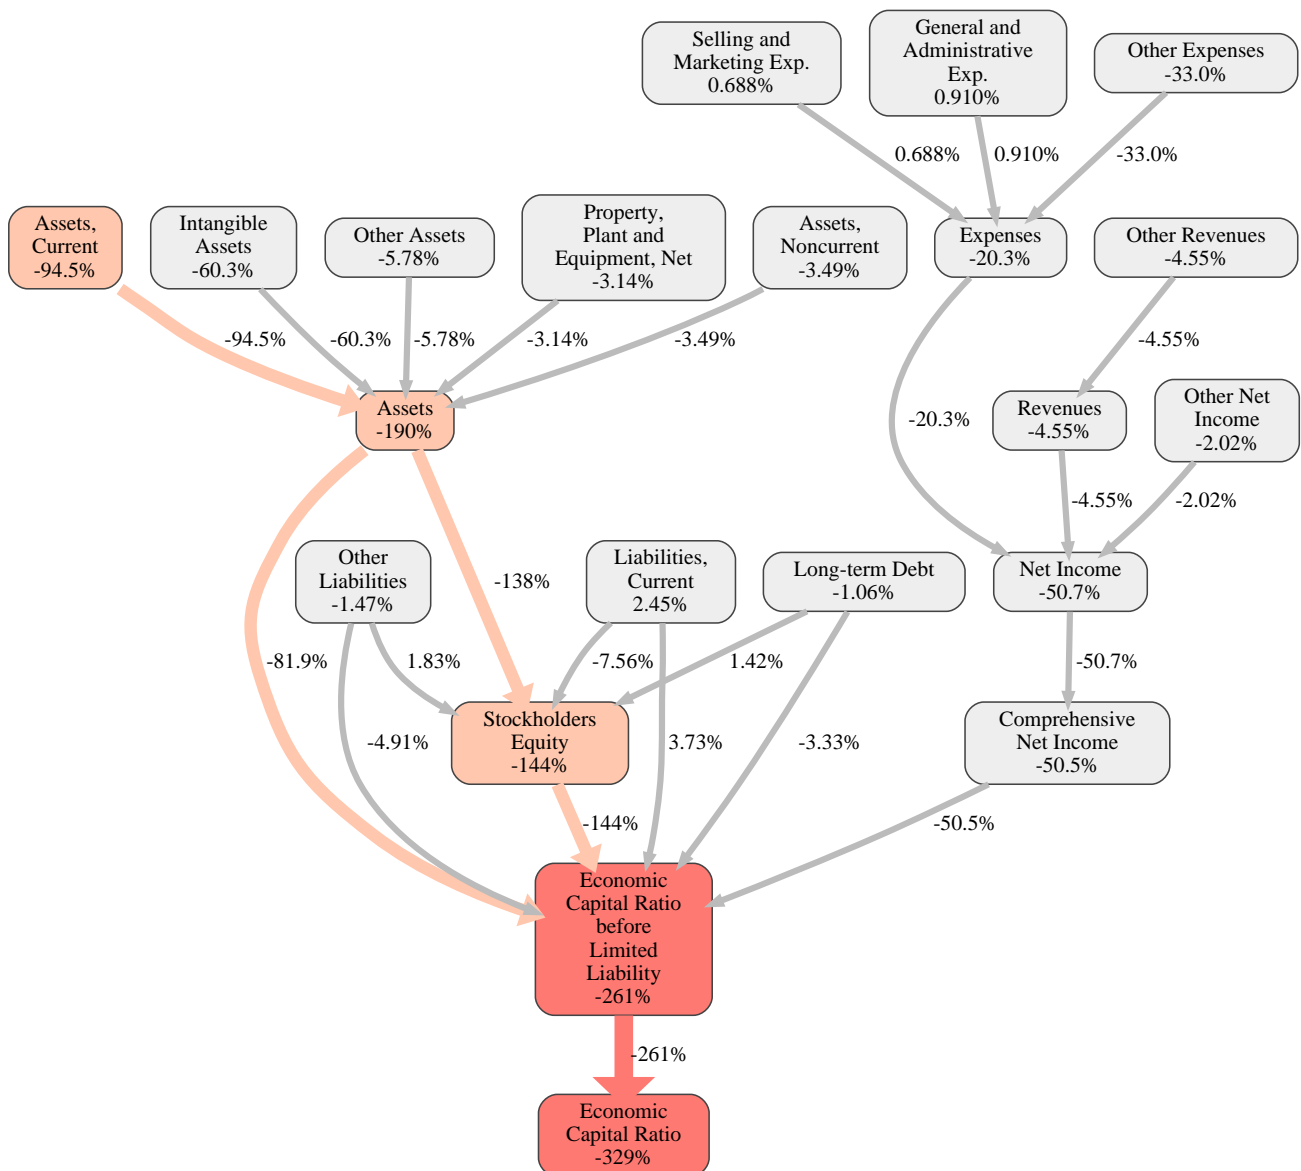 Selling and
Marketing Exp.
0.688%
General and
Administrative
Exp.
0.910%
Other Expenses
-33.0%
0.688%
0.910%
-33.0%
Assets,
Current
-94.5%
Intangible
Assets
-60.3%
Other Assets
-5.78%
Property,
Plant and
Equipment, Net
-3.14%
Assets,
Noncurrent
-3.49%
Expenses
-20.3%
Other Revenues
-4.55%
-94.5%
-60.3%
-5.78%
-3.14%
-3.49%
-4.55%
Assets
-190%
-20.3%
Revenues
-4.55%
Other Net
Income
-2.02%
-4.55%
-2.02%
Other
Liabilities
-1.47%
-138%
Liabilities,
Current
2.45%
Long-term Debt
-1.06%
Net Income
-50.7%
-81.9%
1.83%
-7.56%
1.42%
-50.7%
Stockholders
Equity
-144%
-4.91%
3.73%
-3.33%
Comprehensive
Net Income
-50.5%
-144%
-50.5%
Economic
Capital Ratio
before
Limited
Liability
-261%
-261%
Economic
Capital Ratio
-329%